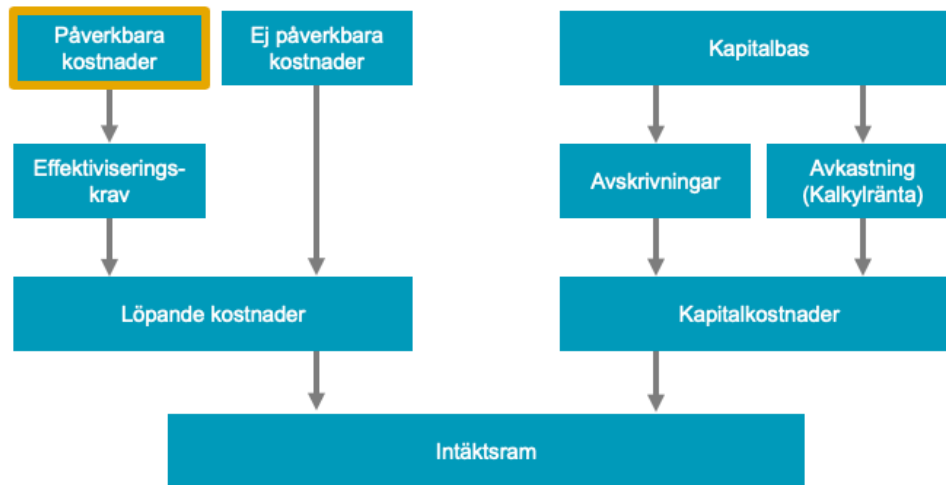 Påverkbara
kostnader
Ej påverkbara
kostnader
Kapitalbas
Effektiviserings-
krav
Avskrivningar
Avkastning
(Kalkylränta)
Löpande kostnader
Kapitalkostnader
Intäktsram